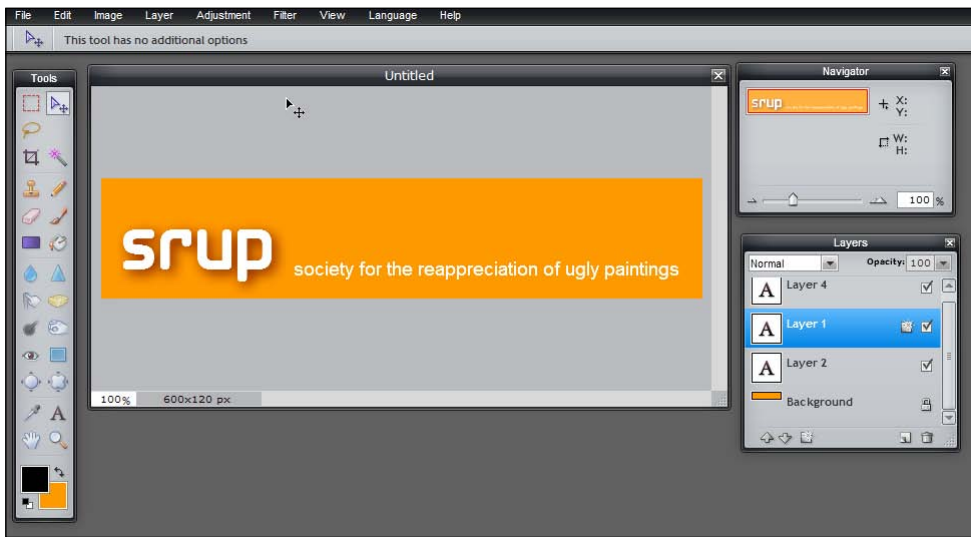 File Edit Image Layer Adjustment Filter View Language Help
This tool has no additional options
Tools
Untitled
srup
society for the reappreciation of ugly paintings
100% 600x120 px
Navigator
srup
X:
Y:
W:
H:
100 %
Layers
Normal Opacity: 100
A Layer 4
A Layer 1
A Layer 2
Background
A